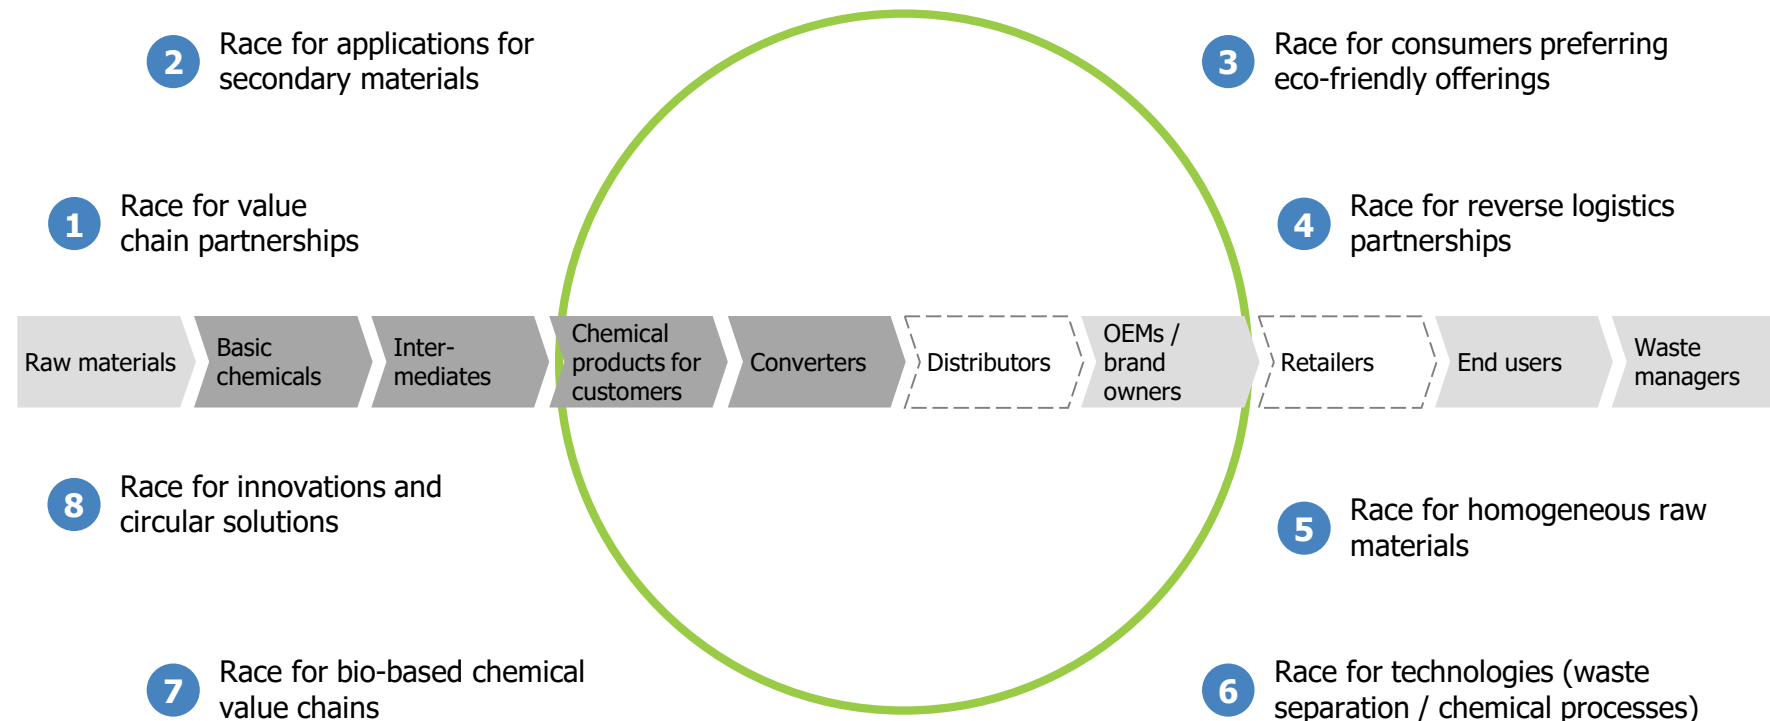 2
Race for applications for
secondary materials
3
Race for consumers preferring
eco-friendly offerings
1
Race for value
chain partnerships
4
Race for reverse logistics
partnerships
Raw materials
Basic
chemicals
Inter-
mediates
Chemical
products for
customers
Converters
Distributors
OEMs /
brand
owners
Retailers
End users
Waste
managers
8
Race for innovations and
circular solutions
5
Race for homogeneous raw
materials
7
Race for bio-based chemical
value chains
6
Race for technologies (waste
separation / chemical processes)